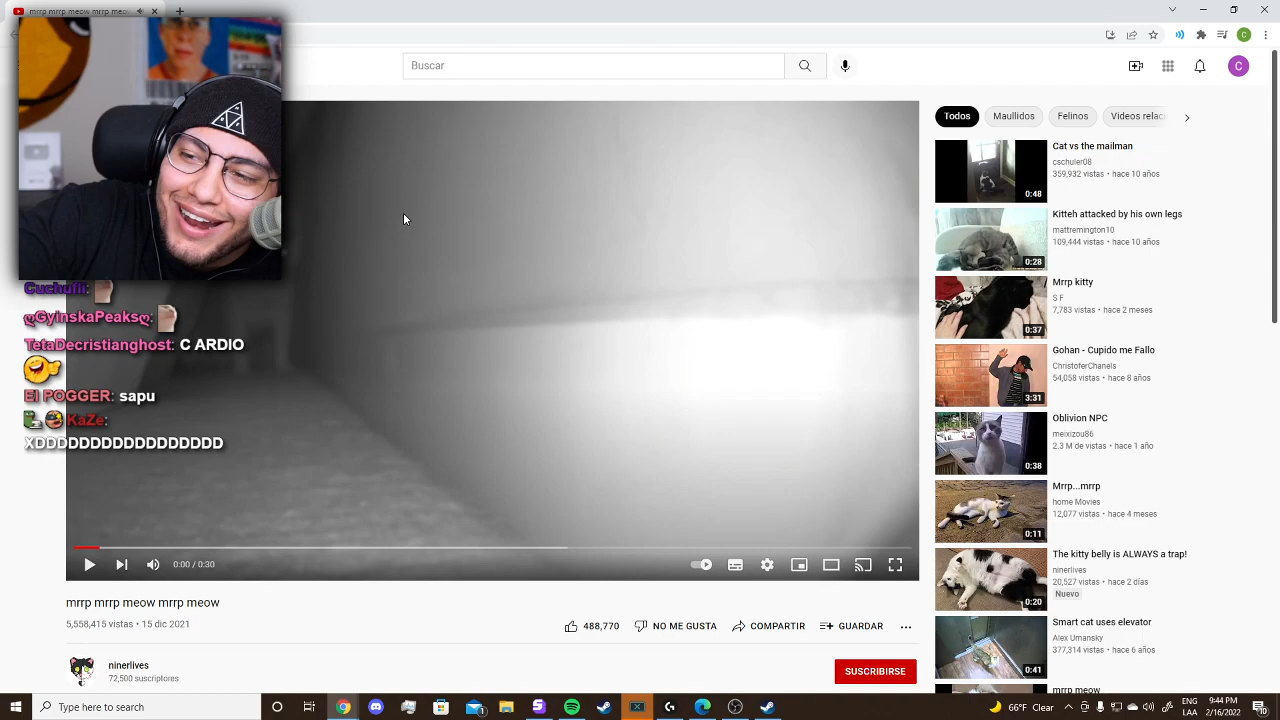 mrrp mrrp meow mrrp meow
Buscar
C
Todos
Maullidos
Felinos
Cat vs the mailman
cschuler08
359,932 vistas • hace 10 años
0:48
Kitteh attacked by his own legs
mattremington10
109,444 vistas • hace 10 años
0:28
Mrrp kitty
S F
7,783 vistas • hace 2 meses
0:37
Gohan - Cupido me Fallo
ChristoferChanels
54,058 vistas • hace 8 años
3:31
Oblivion NPC
meixizou86
2.3 M de vistas • hace 1 año
0:38
Mrrp...mrrp
home Movies
12,077 vistas • hace 4 meses
0:11
The kitty belly is ALWAYS a trap!
ninerlives
20,527 vistas • hace 2 días
Nuevo
0:20
Smart cat uses elevator
Alex Umansky
377,314 vistas • hace 6 años
0:41
mrrp meow
Cuchufli:
ღGyinskaPeaksღ:
TetaDecristianghost: C ARDIO
El POGGER: sapu
KaZe:
XDDDDDDDDDDDDDDDDD
0:00 / 0:30
mrrp mrrp meow mrrp meow
5,558,415 vistas • 15 dic 2021
488,770
NO ME GUSTA
COMPARTIR
GUARDAR
ninerlives
72,500 suscriptores
SUSCRIBIRSE
Type here to search
ENG
LAA
9:44 PM
2/16/2022